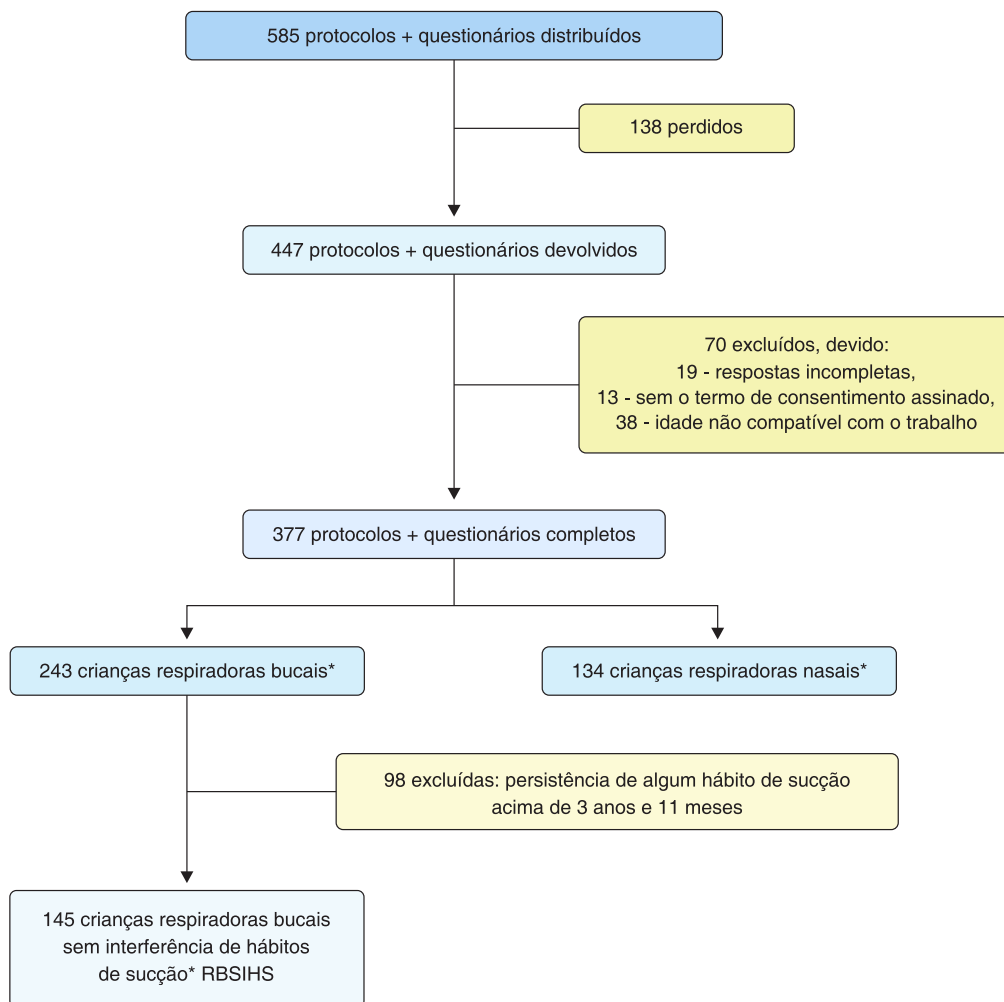 585 protocolos + questionários distribuídos
138 perdidos
447 protocolos + questionários devolvidos
70 excluídos, devido:
19 - respostas incompletas,
13 - sem o termo de consentimento assinado,
38 - idade não compatível com o trabalho
377 protocolos + questionários completos
243 crianças respiradoras bucais*
134 crianças respiradoras nasais*
98 excluídas: persistência de algum hábito de sucção
acima de 3 anos e 11 meses
145 crianças respiradoras bucais
sem interferência de hábitos
de sucção* RBSIHS